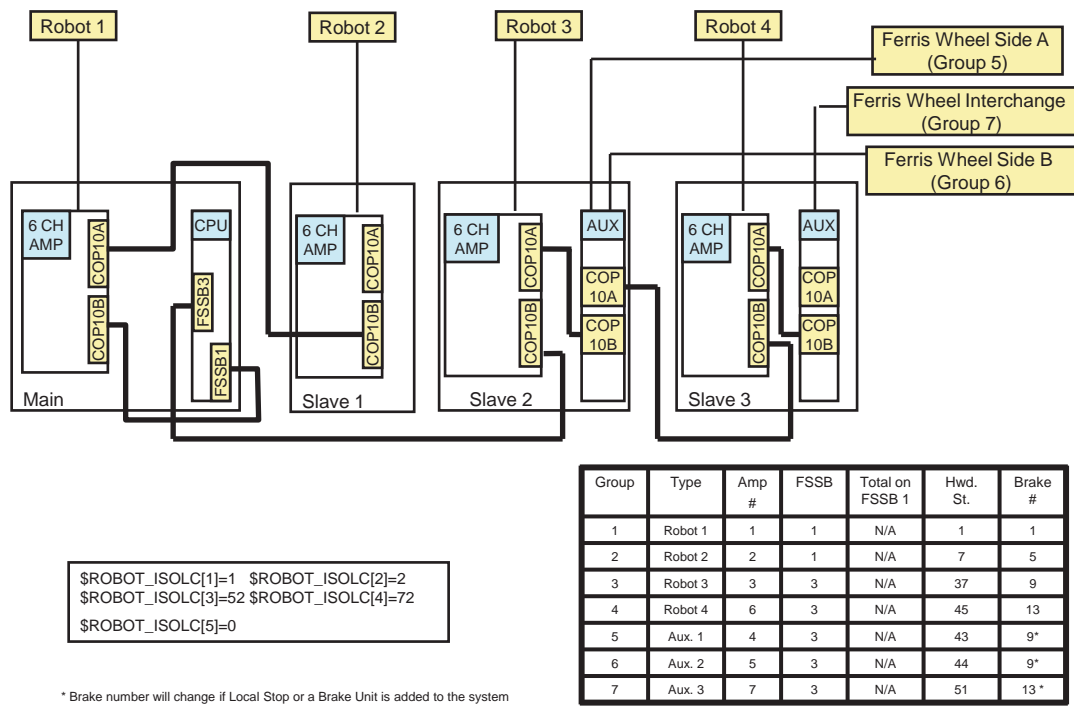 Robot 1
Robot 2
Robot 3
Robot 4
Ferris Wheel Side A
(Group 5)
Ferris Wheel Interchange
(Group 7)
Ferris Wheel Side B
(Group 6)
6 CH
AMP
COP10A
COP10B
CPU
FSSB3
FSSB1
Main
6 CH
AMP
COP10A
COP10B
Slave 1
6 CH
AMP
COP10A
COP10B
AUX
COP
10A
COP
10B
Slave 2
6 CH
AMP
COP10A
COP10B
AUX
COP
10A
COP
10B
Slave 3
$ROBOT_ISOLC[1]=1 $ROBOT_ISOLC[2]=2
$ROBOT_ISOLC[3]=52 $ROBOT_ISOLC[4]=72
$ROBOT_ISOLC[5]=0
* Brake number will change if Local Stop or a Brake Unit is added to the system
Group Type Amp # FSSB Total on FSSB 1 Hwd. St. Brake #
1 Robot 1 1 1 N/A 1 1
2 Robot 2 2 1 N/A 7 5
3 Robot 3 3 3 N/A 37 9
4 Robot 4 6 3 N/A 45 13
5 Aux. 1 4 3 N/A 43 9*
6 Aux. 2 5 3 N/A 44 9*
7 Aux. 3 7 3 N/A 51 13 *